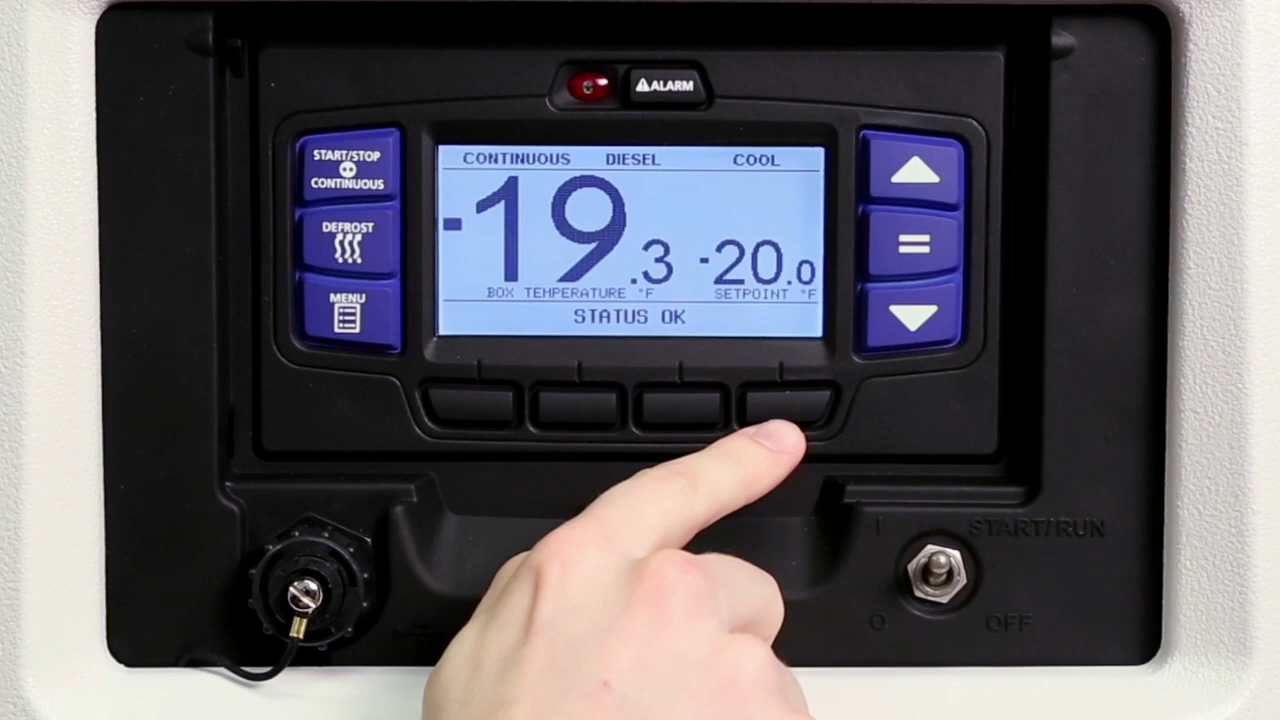 ⚠ALARM
START/STOP
CONTINUOUS
DEFROST
MENU
CONTINUOUS DIESEL COOL
-19.3 -20.0
BOX TEMPERATURE °F SETPOINT °F
STATUS OK
I START/RUN
O OFF